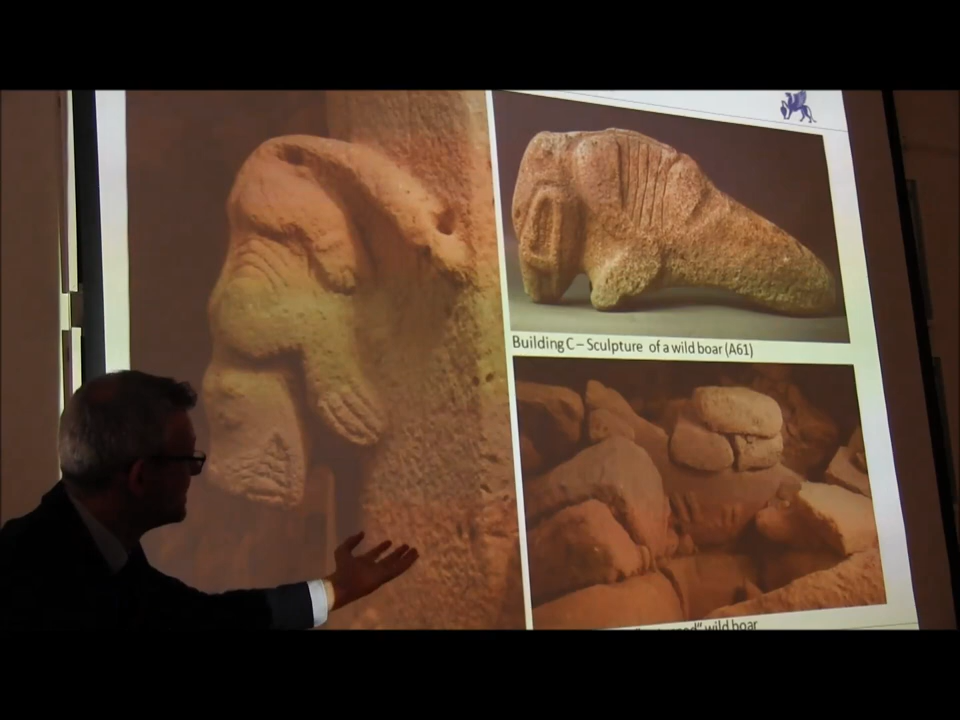 Building C – Sculpture of a wild boar (A61)
wild boar